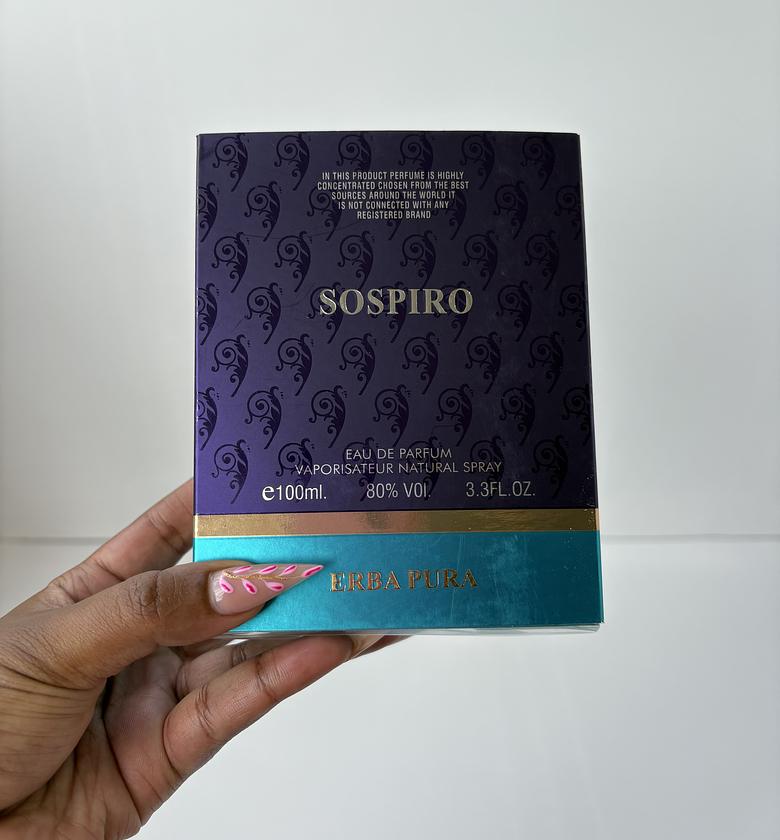 IN THIS PRODUCT PERFUME IS HIGHLY
CONCENTRATED CHOSEN FROM THE BEST
SOURCES AROUND THE WORLD IT
IS NOT CONNECTED WITH ANY
REGISTERED BRAND
SOSPIRO
EAU DE PARFUM
VAPORISATEUR NATURAL SPRAY
e100ml. 80% VOl. 3.3FL.OZ.
ERBA PURA